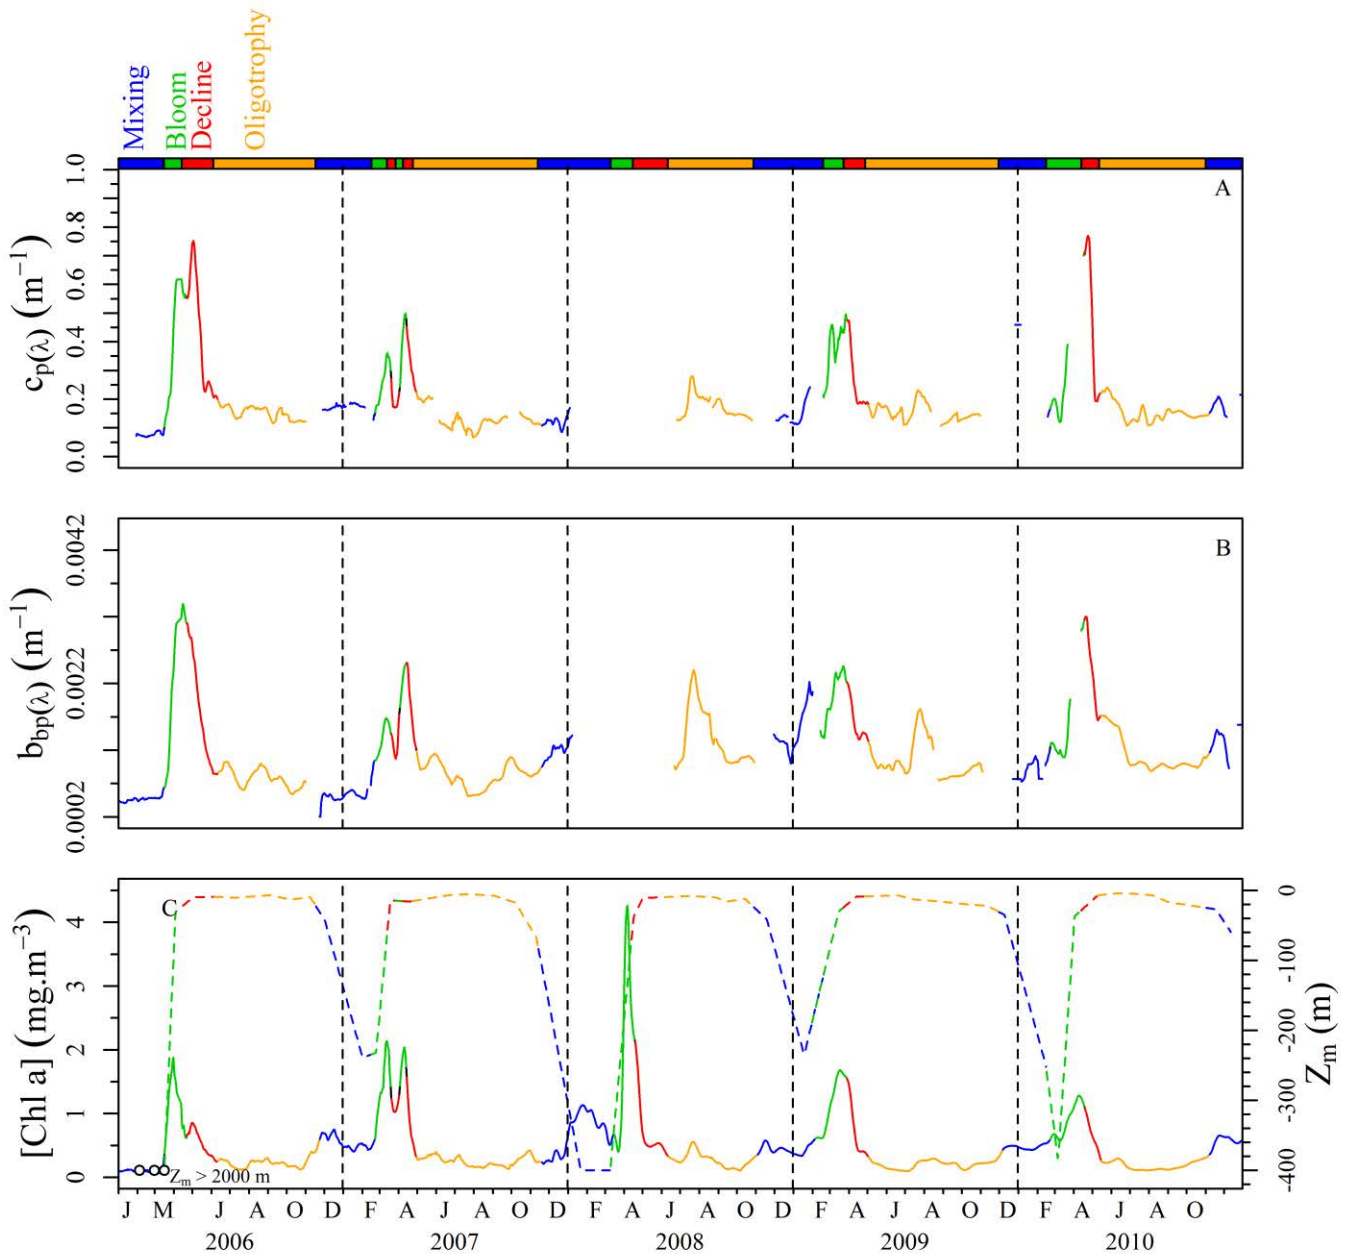 Mixing
Bloom
Decline
Oligotrophy
A
cp(λ) (m−1)
0.0 0.2 0.4 0.6 0.8 1.0
B
bbp(λ) (m−1)
0.0002 0.0022 0.0042
C
[Chl a] (mg.m−3)
0 1 2 3 4
Zm > 2000 m
Zm (m)
0 -100 -200 -300 -400
J M J A O D F A J A O D F A J A O D F A J A O D F A J A O
2006 2007 2008 2009 2010